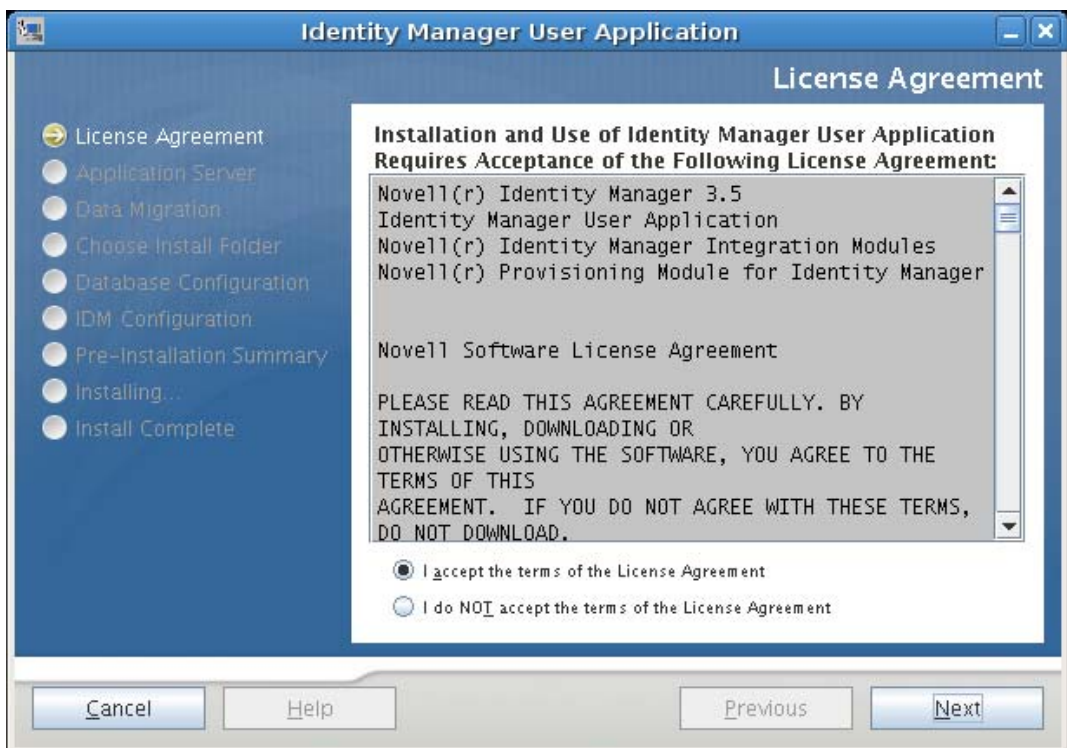 Identity Manager User Application
License Agreement
License Agreement
Application Server
Data Migration
Choose Install Folder
Database Configuration
IDM Configuration
Pre-Installation Summary
Installing...
Install Complete
Installation and Use of Identity Manager User Application
Requires Acceptance of the Following License Agreement:
Novell(r) Identity Manager 3.5
Identity Manager User Application
Novell(r) Identity Manager Integration Modules
Novell(r) Provisioning Module for Identity Manager
Novell Software License Agreement
PLEASE READ THIS AGREEMENT CAREFULLY. BY
INSTALLING, DOWNLOADING OR
OTHERWISE USING THE SOFTWARE, YOU AGREE TO THE
TERMS OF THIS
AGREEMENT. IF YOU DO NOT AGREE WITH THESE TERMS,
DO NOT DOWNLOAD.
I accept the terms of the License Agreement
I do NOT accept the terms of the License Agreement
Cancel
Help
Previous
Next